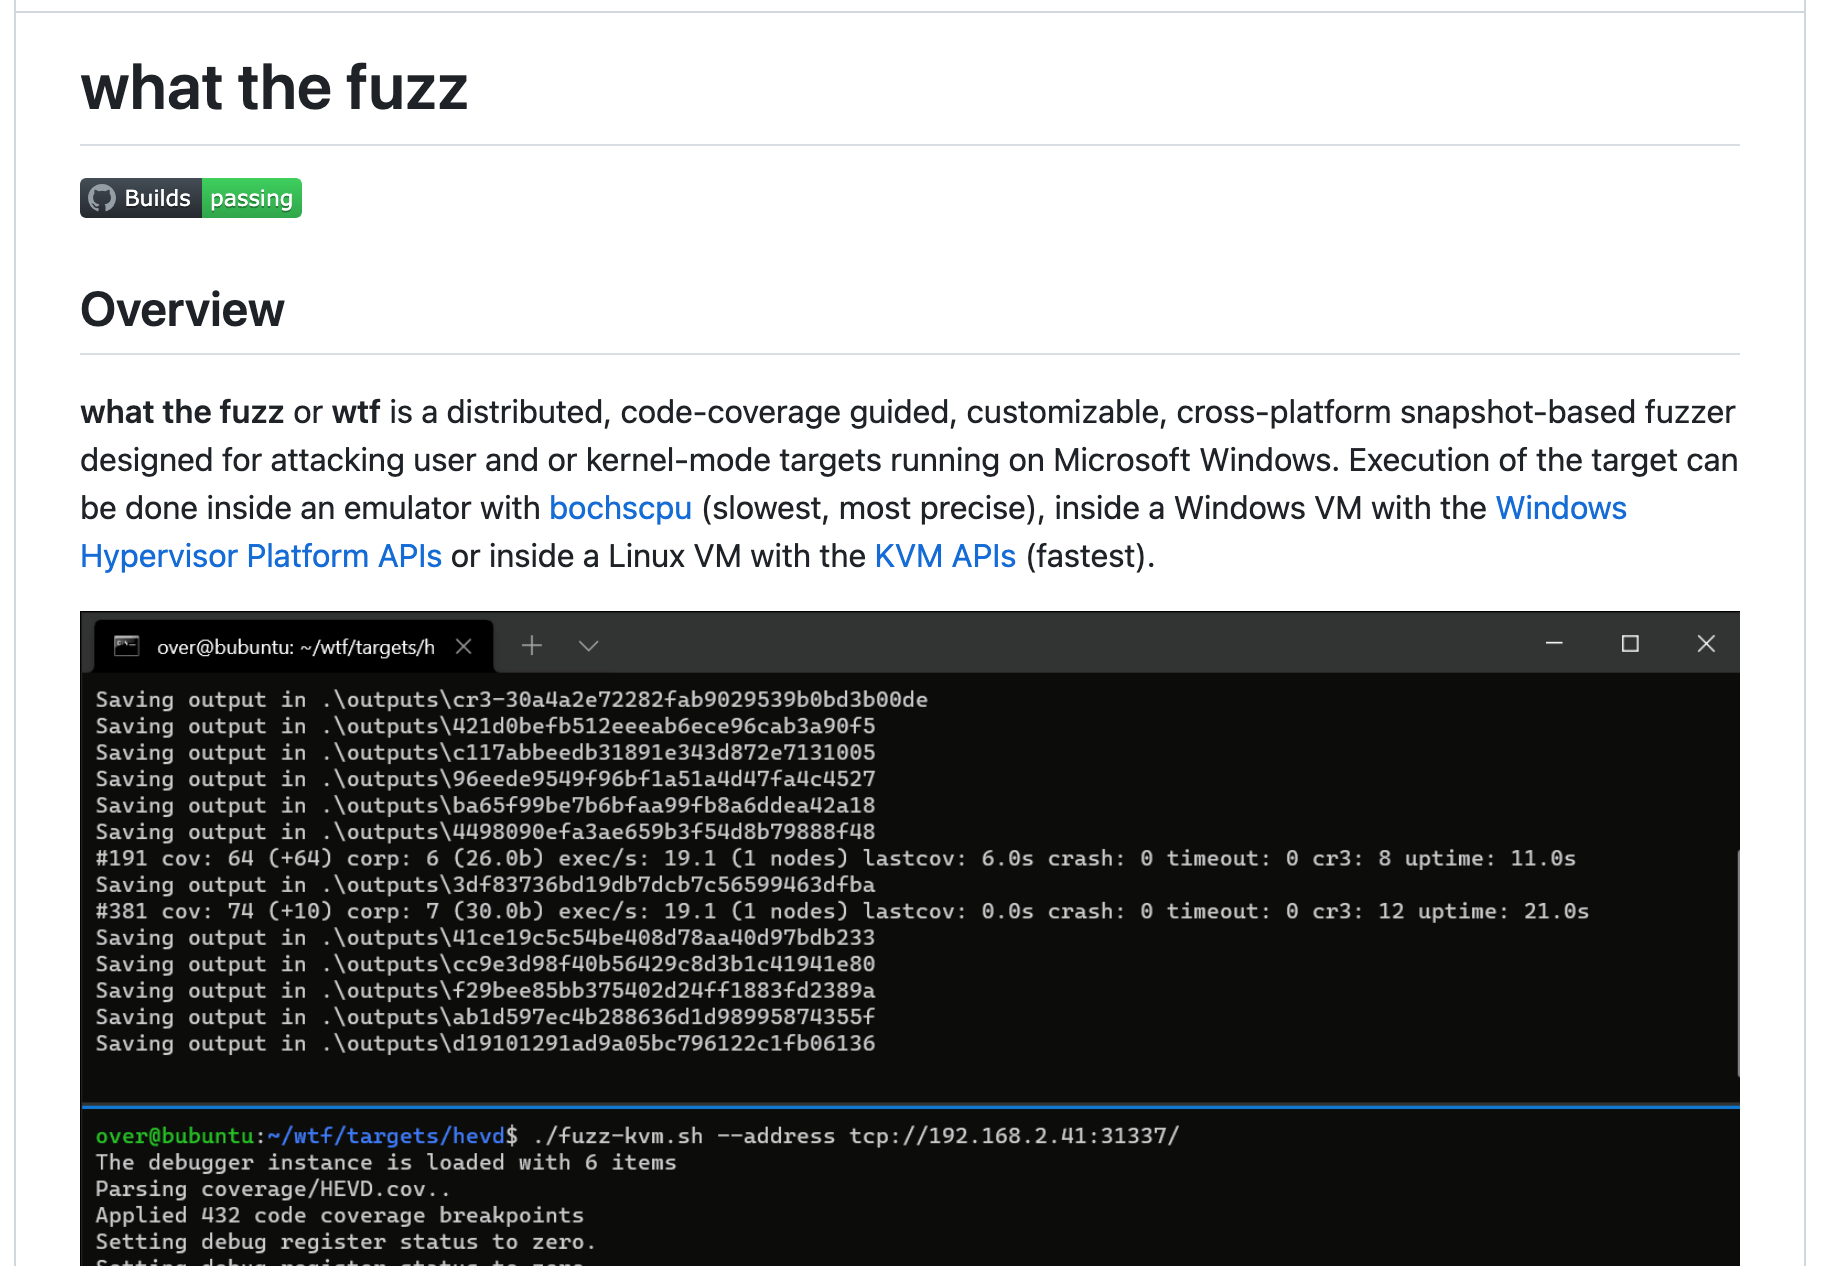 what the fuzz
Builds passing
Overview
what the fuzz or wtf is a distributed, code-coverage guided, customizable, cross-platform snapshot-based fuzzer
designed for attacking user and or kernel-mode targets running on Microsoft Windows. Execution of the target can
be done inside an emulator with bochscpu (slowest, most precise), inside a Windows VM with the Windows
Hypervisor Platform APIs or inside a Linux VM with the KVM APIs (fastest).
over@bubuntu: ~/wtf/targets/h
Saving output in .\outputs\cr3-30a4a2e72282fab9029539b0bd3b00de
Saving output in .\outputs\421d0befb512eeeab6ece96cab3a90f5
Saving output in .\outputs\c117abbeedb31891e343d872e7131005
Saving output in .\outputs\96eede9549f96bf1a51a4d47fa4c4527
Saving output in .\outputs\ba65f99be7b6bfaa99fb8a6ddea42a18
Saving output in .\outputs\4498090efa3ae659b3f54d8b79888f48
#191 cov: 64 (+64) corp: 6 (26.0b) exec/s: 19.1 (1 nodes) lastcov: 6.0s crash: 0 timeout: 0 cr3: 8 uptime: 11.0s
Saving output in .\outputs\3df83736bd19db7dcb7c56599463dfba
#381 cov: 74 (+10) corp: 7 (30.0b) exec/s: 19.1 (1 nodes) lastcov: 0.0s crash: 0 timeout: 0 cr3: 12 uptime: 21.0s
Saving output in .\outputs\41ce19c5c54be408d78aa40d97bdb233
Saving output in .\outputs\cc9e3d98f40b56429c8d3b1c41941e80
Saving output in .\outputs\f29bee85bb375402d24ff1883fd2389a
Saving output in .\outputs\ab1d597ec4b288636d1d98995874355f
Saving output in .\outputs\d19101291ad9a05bc796122c1fb06136
over@bubuntu:~/wtf/targets/hevd$ ./fuzz-kvm.sh --address tcp://192.168.2.41:31337/
The debugger instance is loaded with 6 items
Parsing coverage/HEVD.cov..
Applied 432 code coverage breakpoints
Setting debug register status to zero.